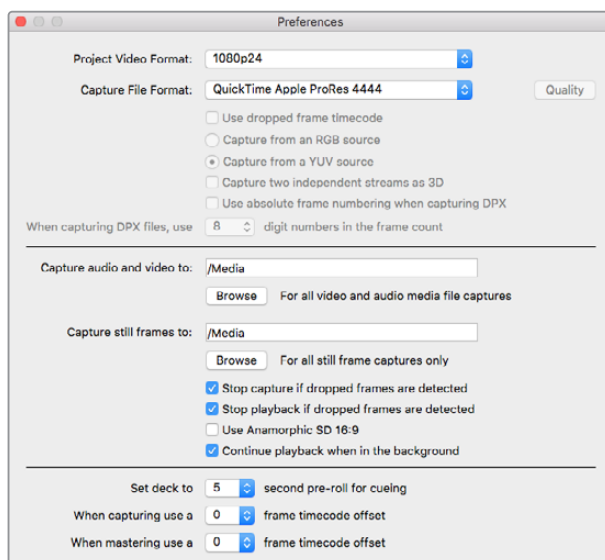 Preferences
Project Video Format: 1080p24
Capture File Format: QuickTime Apple ProRes 4444 Quality
Use dropped frame timecode
Capture from an RGB source
Capture from a YUV source
Capture two independent streams as 3D
Use absolute frame numbering when capturing DPX
When capturing DPX files, use 8 digit numbers in the frame count
Capture audio and video to: /Media
Browse For all video and audio media file captures
Capture still frames to: /Media
Browse For all still frame captures only
Stop capture if dropped frames are detected
Stop playback if dropped frames are detected
Use Anamorphic SD 16:9
Continue playback when in the background
Set deck to 5 second pre-roll for cueing
When capturing use a 0 frame timecode offset
When mastering use a 0 frame timecode offset